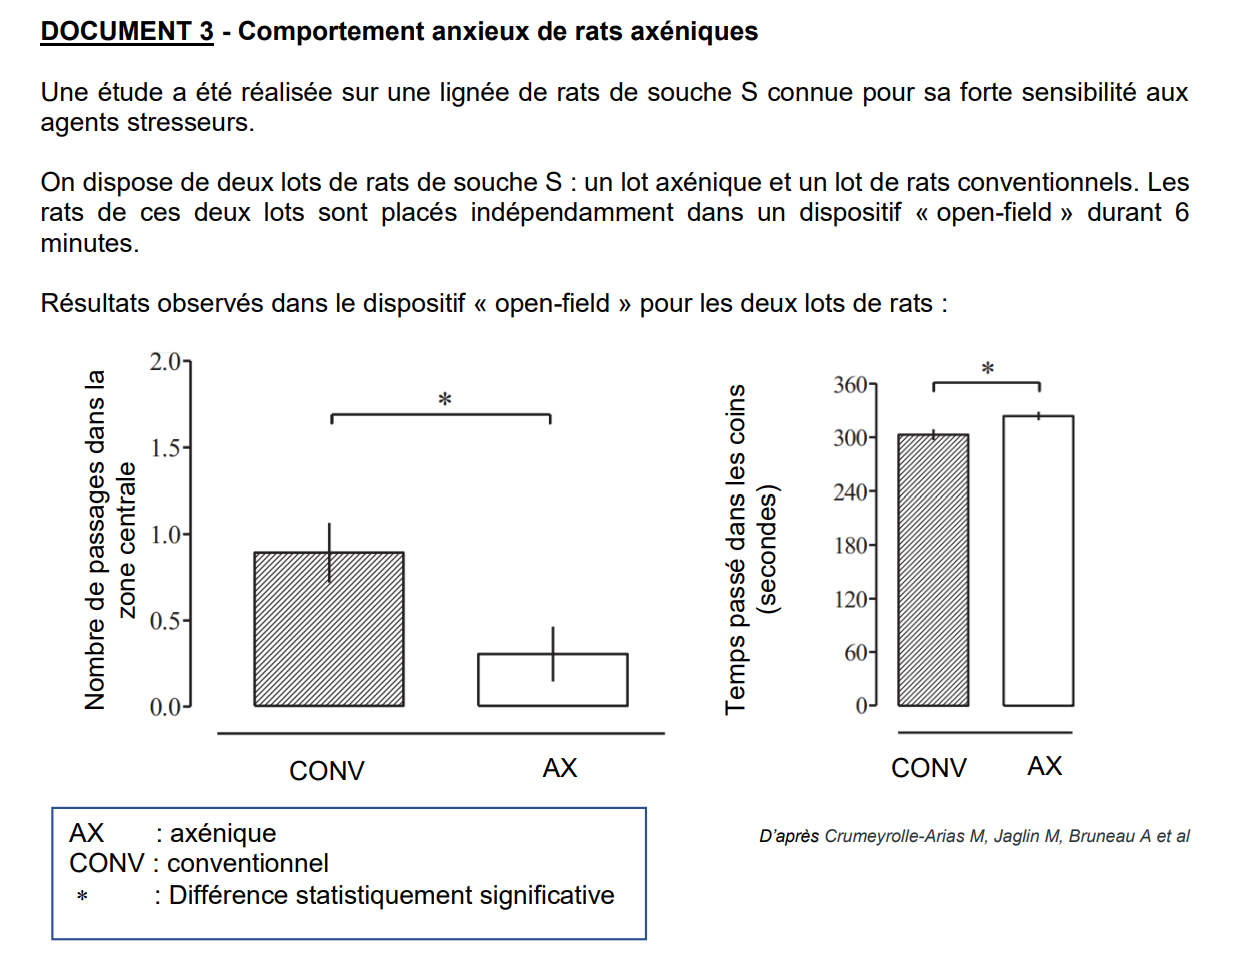 DOCUMENT 3 - Comportement anxieux de rats axéniques
Une étude a été réalisée sur une lignée de rats de souche S connue pour sa forte sensibilité aux
agents stresseurs.
On dispose de deux lots de rats de souche S : un lot axénique et un lot de rats conventionnels. Les
rats de ces deux lots sont placés indépendamment dans un dispositif « open-field » durant 6
minutes.
Résultats observés dans le dispositif « open-field » pour les deux lots de rats :
Nombre de passages dans la
zone centrale
2.0
1.5
1.0
0.5
0.0
*
CONV
AX
Temps passé dans les coins
(secondes)
360
300
240
180
120
60
0
*
CONV
AX
AX : axénique
CONV : conventionnel
* : Différence statistiquement significative
D'après Crumeyrolle-Arias M, Jaglin M, Bruneau A et al